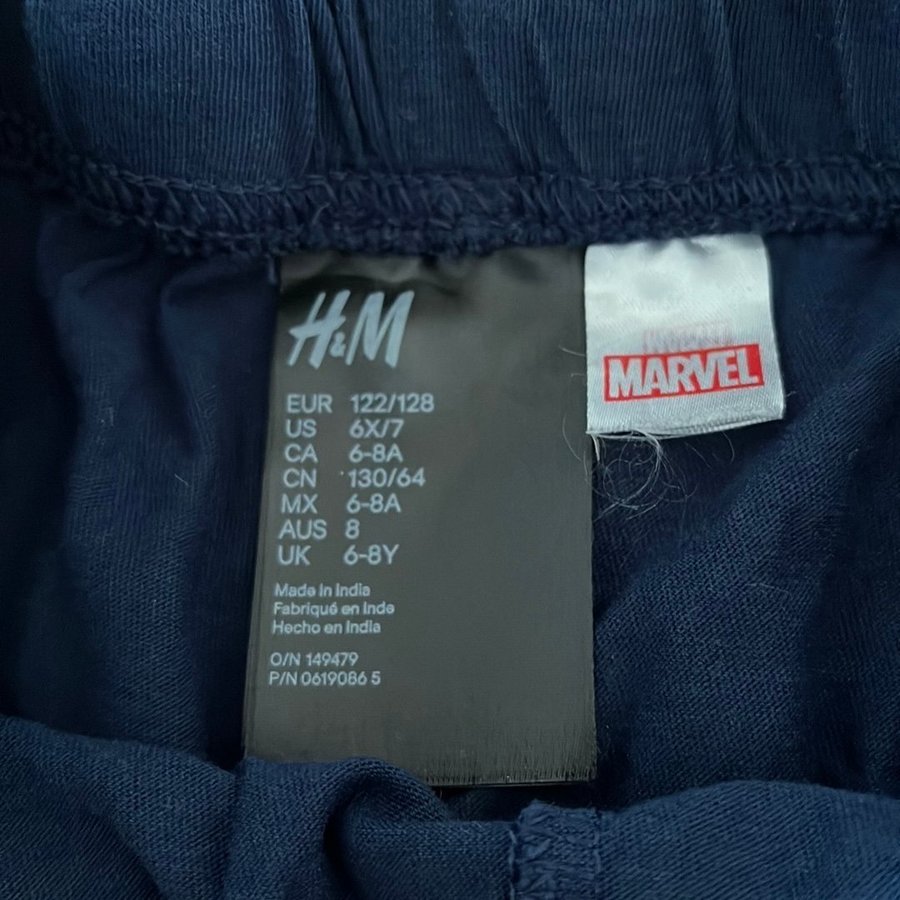 H&M
EUR 122/128
US 6X/7
CA 6-8A
CN 130/64
MX 6-8A
AUS 8
UK 6-8Y
Made in India
Fabriqué en Inde
Hecho en India
O/N 149479
P/N 0619086 5
MARVEL